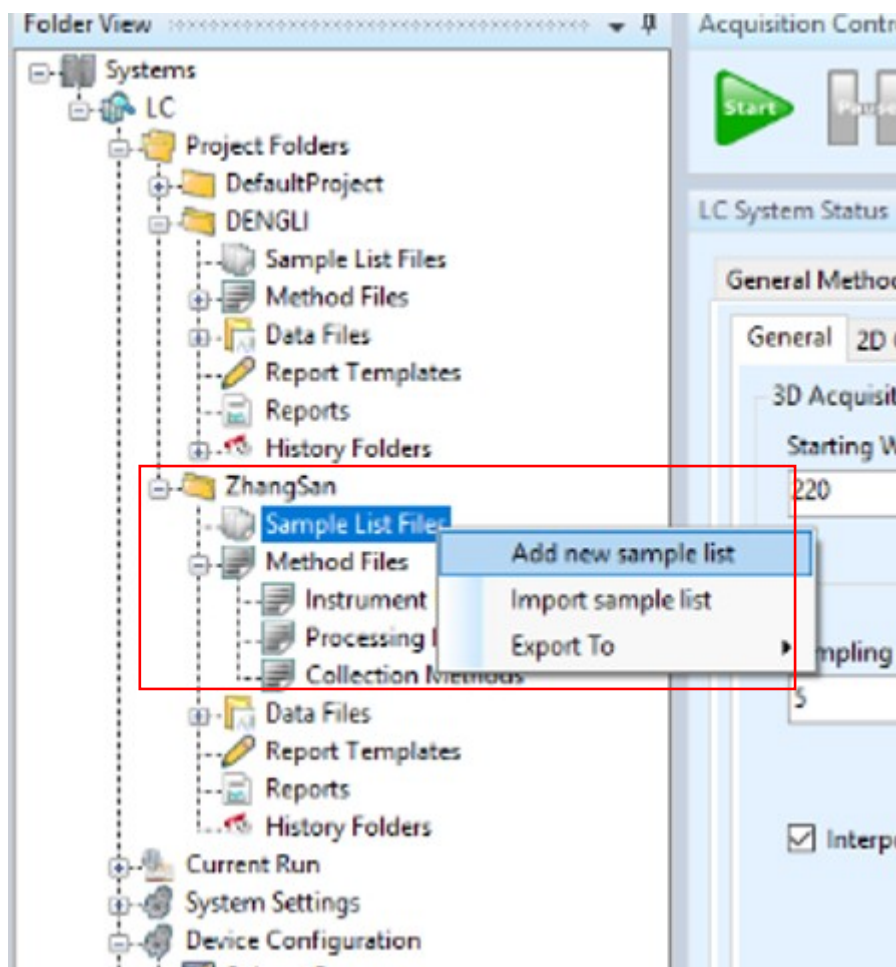 Folder View
Systems
LC
Project Folders
DefaultProject
DENGLI
Sample List Files
Method Files
Data Files
Report Templates
Reports
History Folders
ZhangSan
Sample List Files
Method Files
Instrument
Processing
Collection Methods
Data Files
Report Templates
Reports
History Folders
Current Run
System Settings
Device Configuration
Add new sample list
Import sample list
Export To
Acquisition Contr
Start
Pause
LC System Status
General Method
General
2D
3D Acquisit
Starting W
220
mpling
5
Interp